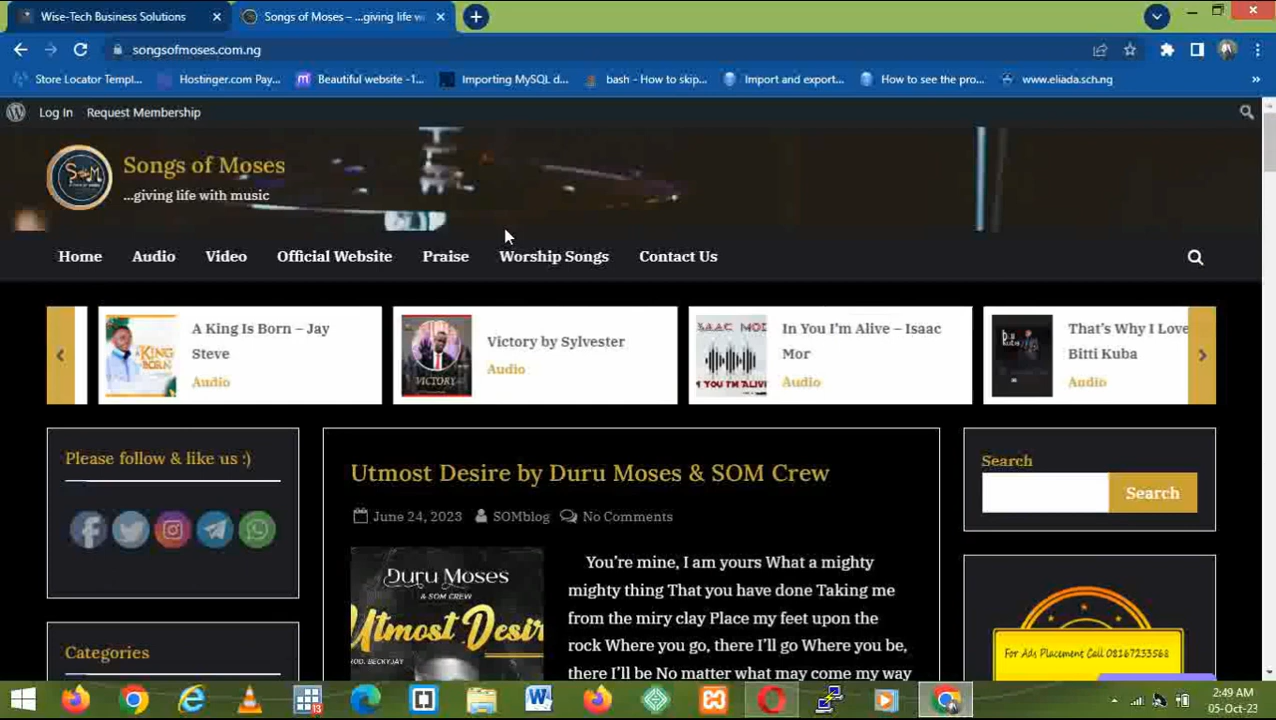 Wise-Tech Business Solutions
Songs of Moses – ...giving life w
songsofmoses.com.ng
Store Locator Templ...
Hostinger.com Pay...
Beautiful website -1...
Importing MySQL d...
bash - How to skip...
Import and export...
How to see the pro...
www.eliada.sch.ng
»
Log In
Request Membership
SOM
Songs of Moses
...giving life with music
Home
Audio
Video
Official Website
Praise
Worship Songs
Contact Us
A King Is Born – Jay
Steve
Audio
VICTORY
Victory by Sylvester
Audio
In You I'm Alive – Isaac
Mor
Audio
That's Why I Love
Bitti Kuba
Audio
Please follow & like us :)
Utmost Desire by Duru Moses & SOM Crew
June 24, 2023
SOMblog
No Comments
Search
Search
DURU MOSES
& SOM CREW
Utmost Desir
PROD. BECKYJAY
You're mine, I am yours What a mighty
mighty thing That you have done Taking me
from the miry clay Place my feet upon the
rock Where you go, there I'll go Where you be,
there I'll be No matter what may come my way
Categories
For Ads Placement Call 08167233568
13
2:49 AM
05-Oct-23